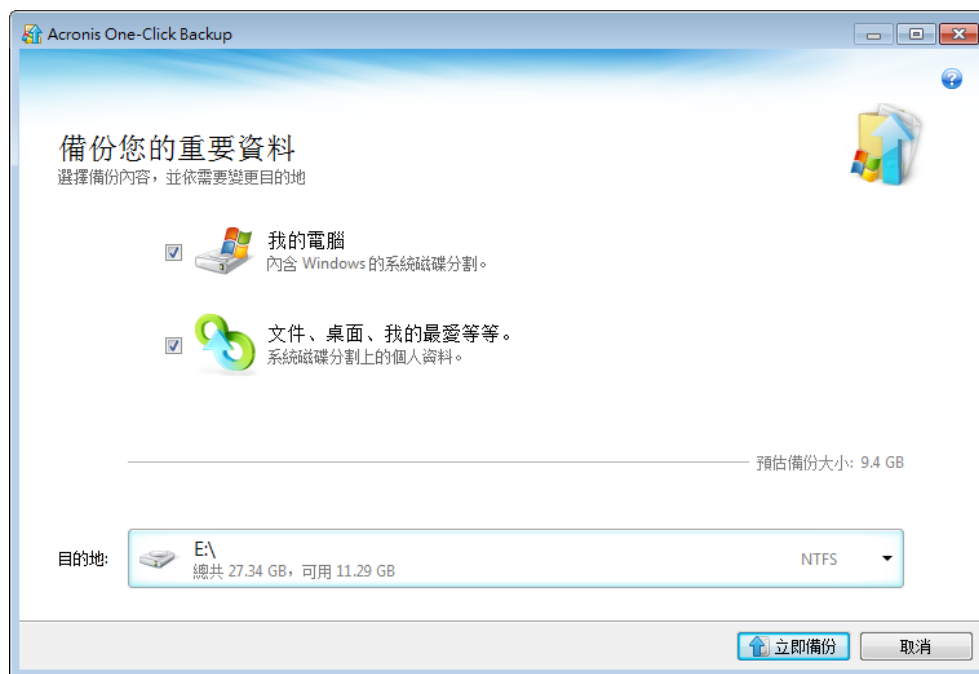 Acronis One-Click Backup
備份您的重要資料
選擇備份內容，並依需要變更目的地
我的電腦
內含 Windows 的系統磁碟分割。
文件、桌面、我的最愛等等。
系統磁碟分割上的個人資料。
預估備份大小: 9.4 GB
目的地:
E:\
總共 27.34 GB，可用 11.29 GB
NTFS
立即備份
取消